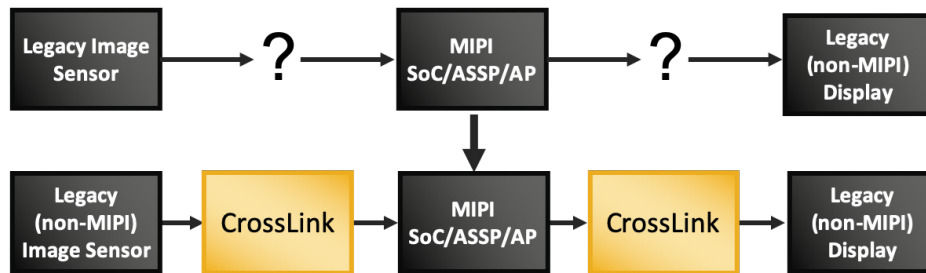 Legacy Image
Sensor
?
MIPI
SoC/ASSP/AP
?
Legacy
(non-MIPI)
Display
Legacy
(non-MIPI)
Image Sensor
CrossLink
MIPI
SoC/ASSP/AP
CrossLink
Legacy
(non-MIPI)
Display